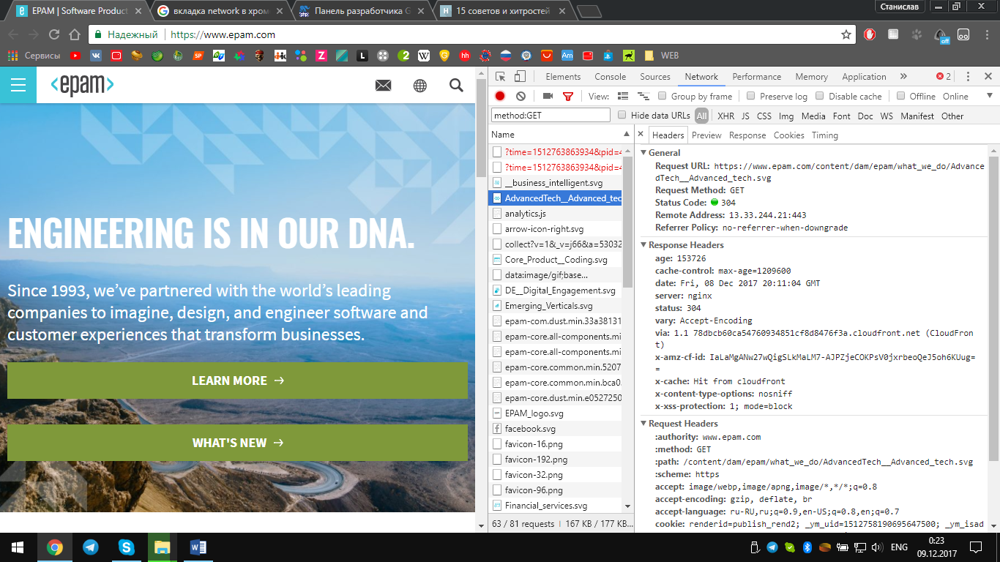 EPAM | Software Product
вкладка network в хром
Панель разработчика G
15 советов и хитростей
Станислав
Надежный
https://www.epam.com
off
Сервисы
WEB
<epam>
ENGINEERING IS IN OUR DNA.
Since 1993, we've partnered with the world's leading
companies to imagine, design, and engineer software and
customer experiences that transform businesses.
LEARN MORE →
WHAT'S NEW →
Elements Console Sources Network Performance Memory Application » 2
View: Group by frame Preserve log Disable cache Offline Online
method:GET Hide data URLs All XHR JS CSS Img Media Font Doc WS Manifest Other
Name
?time=1512763863934&pid=4
?time=1512763863934&pid=4
__business_intelligent.svg
AdvancedTech__Advanced_tec
analytics.js
arrow-icon-right.svg
collect?v=1&_v=j66&a=53032
Core_Product__Coding.svg
data:image/gif;base...
DE__Digital_Engagement.svg
Emerging_Verticals.svg
epam-com.dust.min.33a38131
epam-core.all-components.mi
epam-core.all-components.mi
epam-core.common.min.5207
epam-core.common.min.bca0
epam-core.dust.min.e0527250
EPAM_logo.svg
facebook.svg
favicon-16.png
favicon-192.png
favicon-32.png
favicon-96.png
Financial_services.svg
63 / 81 requests | 167 KB / 177 KB...
Headers Preview Response Cookies Timing
General
Request URL: https://www.epam.com/content/dam/epam/what_we_do/Advanc
edTech__Advanced_tech.svg
Request Method: GET
Status Code: 304
Remote Address: 13.33.244.21:443
Referrer Policy: no-referrer-when-downgrade
Response Headers
age: 153726
cache-control: max-age=1209600
date: Fri, 08 Dec 2017 20:11:04 GMT
server: nginx
status: 304
vary: Accept-Encoding
via: 1.1 78dbcb60ca54760934851cf8d8476f3a.cloudfront.net (CloudFron
t)
x-amz-cf-id: IaLaMgANw27wQigSLkMaLM7-AJPZjeCOKPsV0jxrbeoQeJ5oh6KUug=
=
x-cache: Hit from cloudfront
x-content-type-options: nosniff
x-xss-protection: 1; mode=block
Request Headers
:authority: www.epam.com
:method: GET
:path: /content/dam/epam/what_we_do/AdvancedTech__Advanced_tech.svg
:scheme: https
accept: image/webp,image/apng,image/*,*/*;q=0.8
accept-encoding: gzip, deflate, br
accept-language: ru-RU,ru;q=0.9,en-US;q=0.8,en;q=0.7
cookie: renderid=publish_rend2; _ym_uid=1512758190695647500; _ym_isad
ENG
0:23
09.12.2017